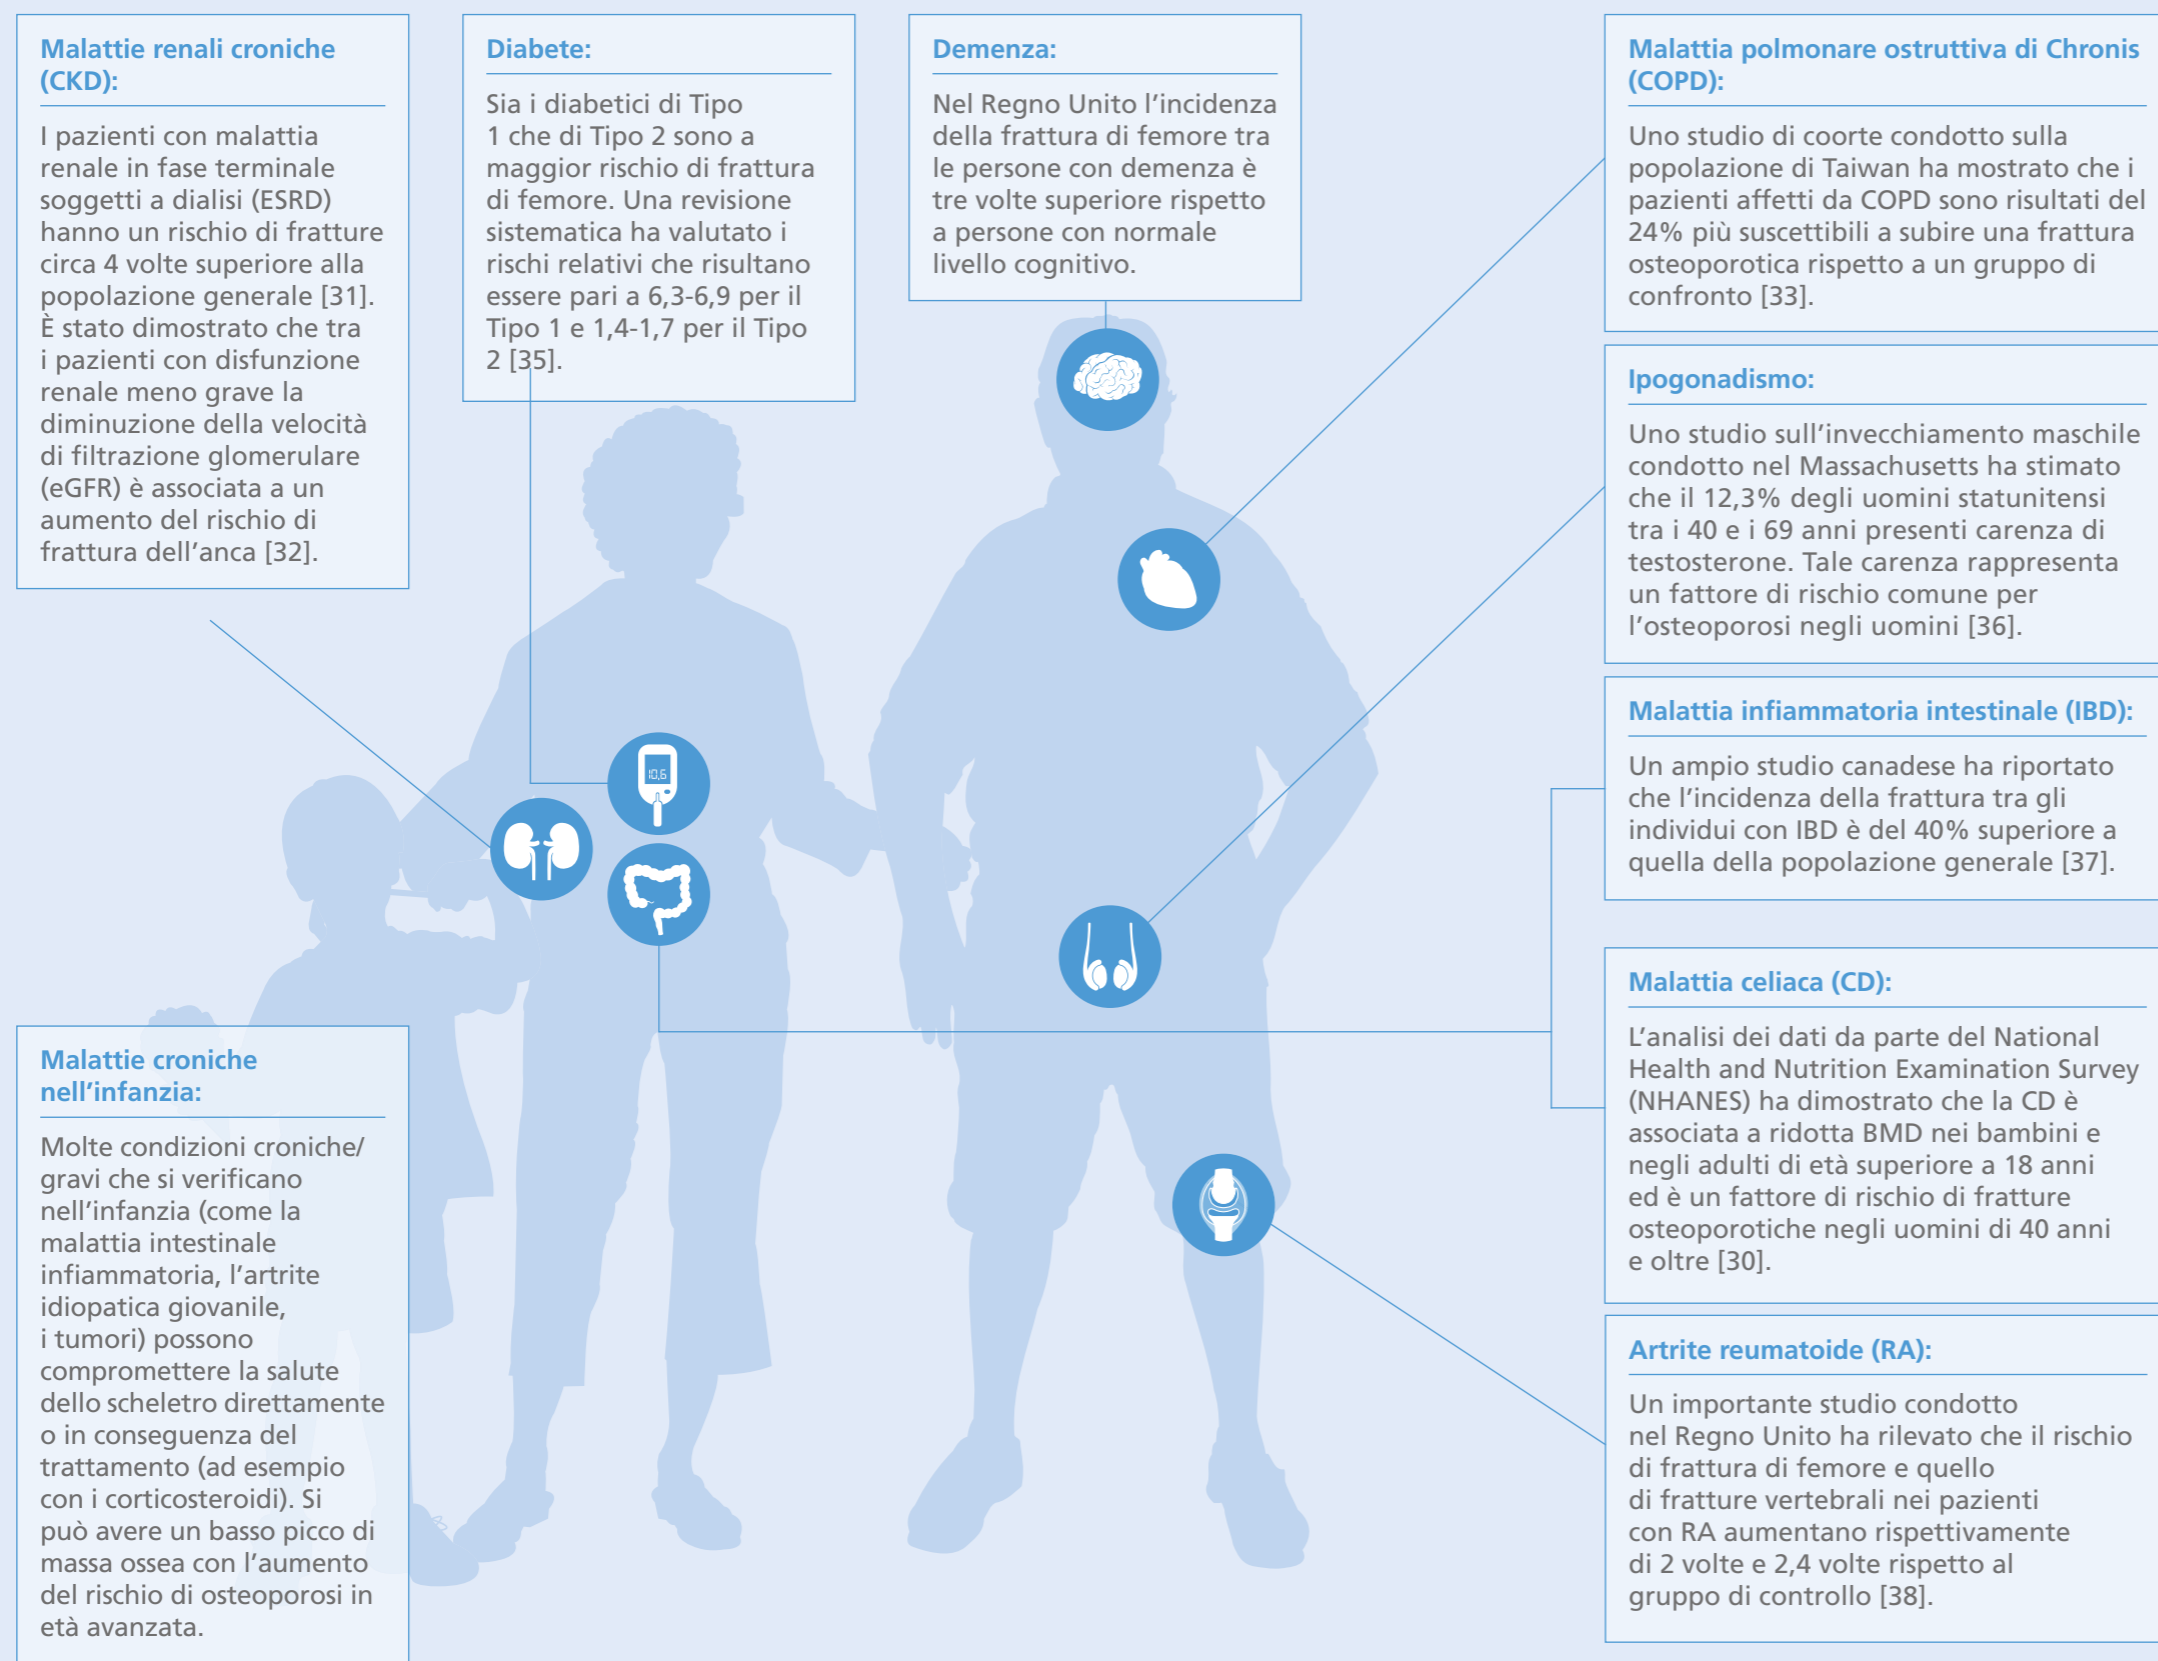 Malattie renali croniche
(CKD):
I pazienti con malattia
renale in fase terminale
soggetti a dialisi (ESRD)
hanno un rischio di fratture
circa 4 volte superiore alla
popolazione generale [31].
È stato dimostrato che tra
i pazienti con disfunzione
renale meno grave la
diminuzione della velocità
di filtrazione glomerulare
(eGFR) è associata a un
aumento del rischio di
frattura dell'anca [32].
Diabete:
Sia i diabetici di Tipo
1 che di Tipo 2 sono a
maggior rischio di frattura
di femore. Una revisione
sistematica ha valutato i
rischi relativi che risultano
essere pari a 6,3-6,9 per il
Tipo 1 e 1,4-1,7 per il Tipo
2 [35].
Demenza:
Nel Regno Unito l'incidenza
della frattura di femore tra
le persone con demenza è
tre volte superiore rispetto
a persone con normale
livello cognitivo.
Malattia polmonare ostruttiva di Chronis
(COPD):
Uno studio di coorte condotto sulla
popolazione di Taiwan ha mostrato che i
pazienti affetti da COPD sono risultati del
24% più suscettibili a subire una frattura
osteoporotica rispetto a un gruppo di
confronto [33].
Ipogonadismo:
Uno studio sull'invecchiamento maschile
condotto nel Massachusetts ha stimato
che il 12,3% degli uomini statunitensi
tra i 40 e i 69 anni presenti carenza di
testosterone. Tale carenza rappresenta
un fattore di rischio comune per
l'osteoporosi negli uomini [36].
Malattia infiammatoria intestinale (IBD):
Un ampio studio canadese ha riportato
che l'incidenza della frattura tra gli
individui con IBD è del 40% superiore a
quella della popolazione generale [37].
Malattia celiaca (CD):
L'analisi dei dati da parte del National
Health and Nutrition Examination Survey
(NHANES) ha dimostrato che la CD è
associata a ridotta BMD nei bambini e
negli adulti di età superiore a 18 anni
ed è un fattore di rischio di fratture
osteoporotiche negli uomini di 40 anni
e oltre [30].
Artrite reumatoide (RA):
Un importante studio condotto
nel Regno Unito ha rilevato che il rischio
di frattura di femore e quello
di fratture vertebrali nei pazienti
con RA aumentano rispettivamente
di 2 volte e 2,4 volte rispetto al
gruppo di controllo [38].
10,6
Malattie croniche
nell'infanzia:
Molte condizioni croniche/
gravi che si verificano
nell'infanzia (come la
malattia intestinale
infiammatoria, l'artrite
idiopatica giovanile,
i tumori) possono
compromettere la salute
dello scheletro direttamente
o in conseguenza del
trattamento (ad esempio
con i corticosteroidi). Si
può avere un basso picco di
massa ossea con l'aumento
del rischio di osteoporosi in
età avanzata.